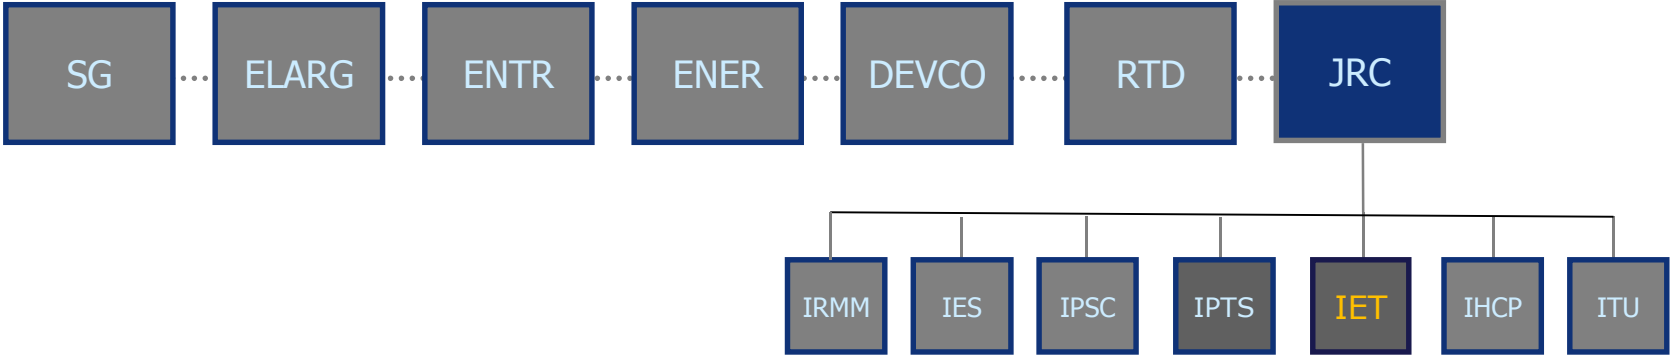 SG
ELARG
ENTR
ENER
DEVCO
RTD
JRC
IRMM
IES
IPSC
IPTS
IET
IHCP
ITU